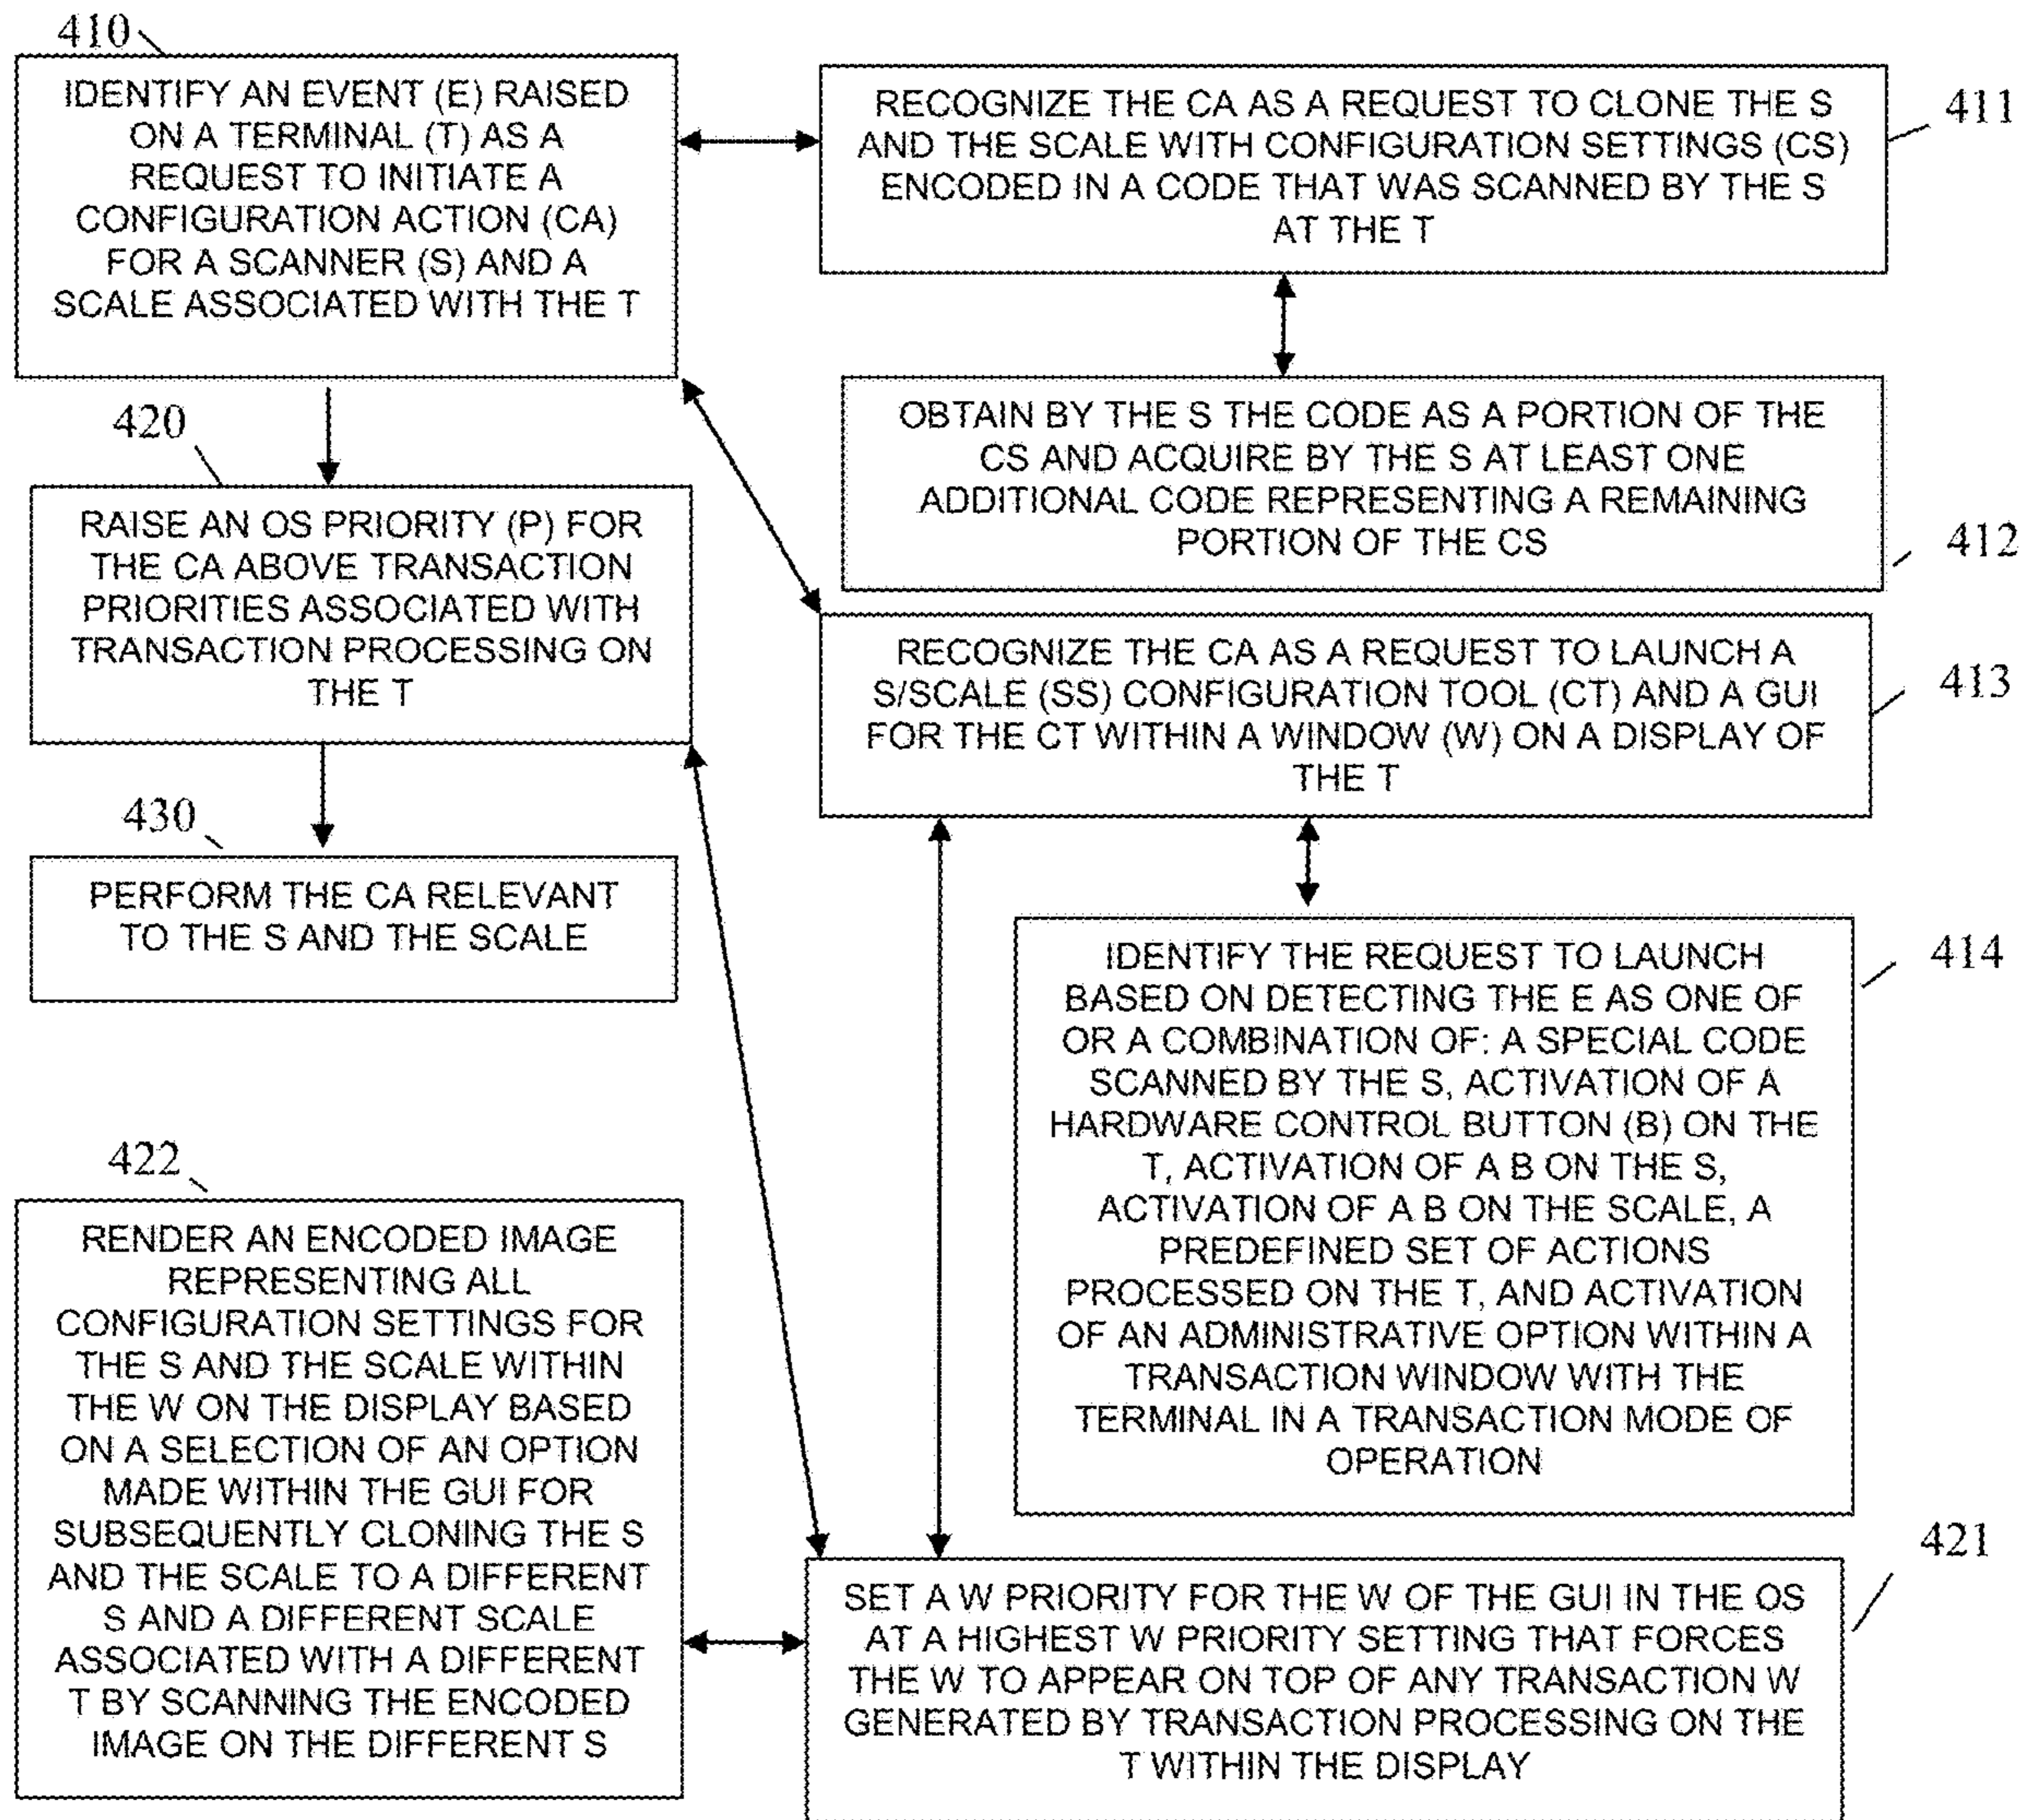 410
IDENTIFY AN EVENT (E) RAISED
ON A TERMINAL (T) AS A
REQUEST TO INITIATE A
CONFIGURATION ACTION (CA)
FOR A SCANNER (S) AND A
SCALE ASSOCIATED WITH THE T
411
RECOGNIZE THE CA AS A REQUEST TO CLONE THE S
AND THE SCALE WITH CONFIGURATION SETTINGS (CS)
ENCODED IN A CODE THAT WAS SCANNED BY THE S
AT THE T
412
OBTAIN BY THE S THE CODE AS A PORTION OF THE
CS AND ACQUIRE BY THE S AT LEAST ONE
ADDITIONAL CODE REPRESENTING A REMAINING
PORTION OF THE CS
420
RAISE AN OS PRIORITY (P) FOR
THE CA ABOVE TRANSACTION
PRIORITIES ASSOCIATED WITH
TRANSACTION PROCESSING ON
THE T
413
RECOGNIZE THE CA AS A REQUEST TO LAUNCH A
S/SCALE (SS) CONFIGURATION TOOL (CT) AND A GUI
FOR THE CT WITHIN A WINDOW (W) ON A DISPLAY OF
THE T
430
PERFORM THE CA RELEVANT
TO THE S AND THE SCALE
414
IDENTIFY THE REQUEST TO LAUNCH
BASED ON DETECTING THE E AS ONE OF
OR A COMBINATION OF: A SPECIAL CODE
SCANNED BY THE S, ACTIVATION OF A
HARDWARE CONTROL BUTTON (B) ON THE
T, ACTIVATION OF A B ON THE S,
ACTIVATION OF A B ON THE SCALE, A
PREDEFINED SET OF ACTIONS
PROCESSED ON THE T, AND ACTIVATION
OF AN ADMINISTRATIVE OPTION WITHIN A
TRANSACTION WINDOW WITH THE
TERMINAL IN A TRANSACTION MODE OF
OPERATION
422
RENDER AN ENCODED IMAGE
REPRESENTING ALL
CONFIGURATION SETTINGS FOR
THE S AND THE SCALE WITHIN
THE W ON THE DISPLAY BASED
ON A SELECTION OF AN OPTION
MADE WITHIN THE GUI FOR
SUBSEQUENTLY CLONING THE S
AND THE SCALE TO A DIFFERENT
S AND A DIFFERENT SCALE
ASSOCIATED WITH A DIFFERENT
T BY SCANNING THE ENCODED
IMAGE ON THE DIFFERENT S
421
SET A W PRIORITY FOR THE W OF THE GUI IN THE OS
AT A HIGHEST W PRIORITY SETTING THAT FORCES
THE W TO APPEAR ON TOP OF ANY TRANSACTION W
GENERATED BY TRANSACTION PROCESSING ON THE
T WITHIN THE DISPLAY